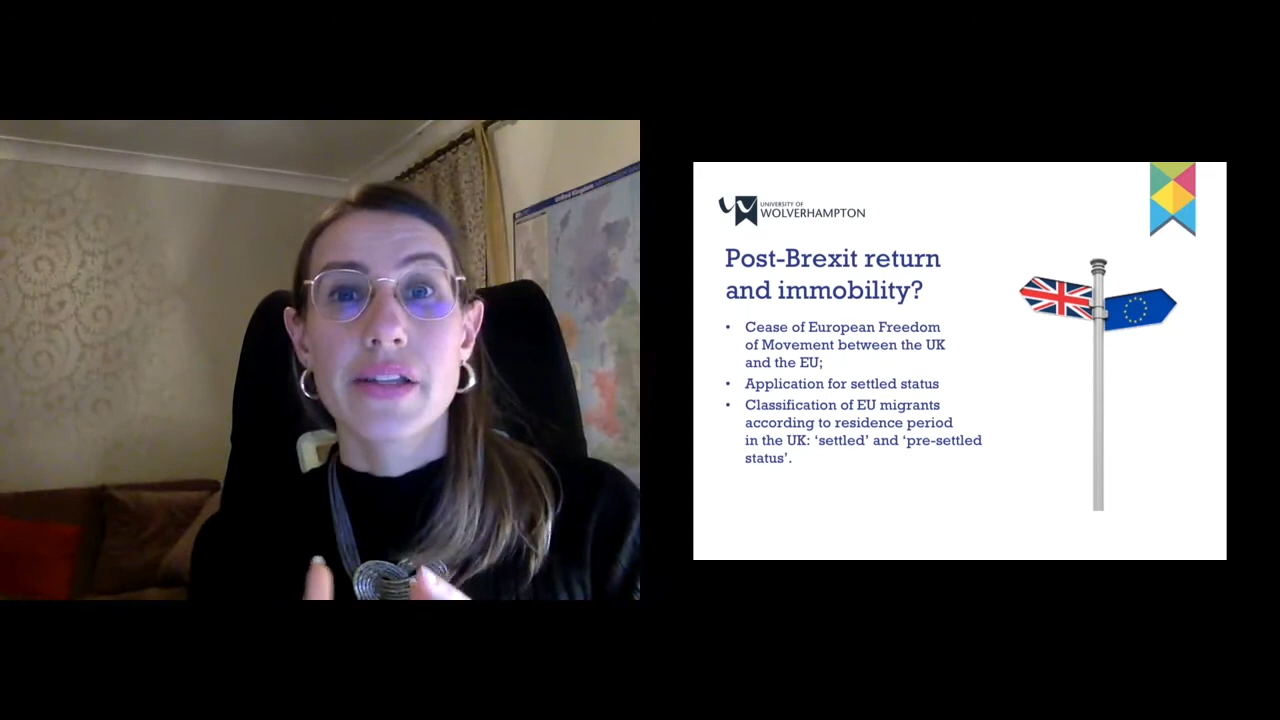 United Kingdom
UNIVERSITY OF
WOLVERHAMPTON
Post-Brexit return
and immobility?
• Cease of European Freedom
of Movement between the UK
and the EU;
• Application for settled status
• Classification of EU migrants
according to residence period
in the UK: ‘settled’ and ‘pre-settled
status’.